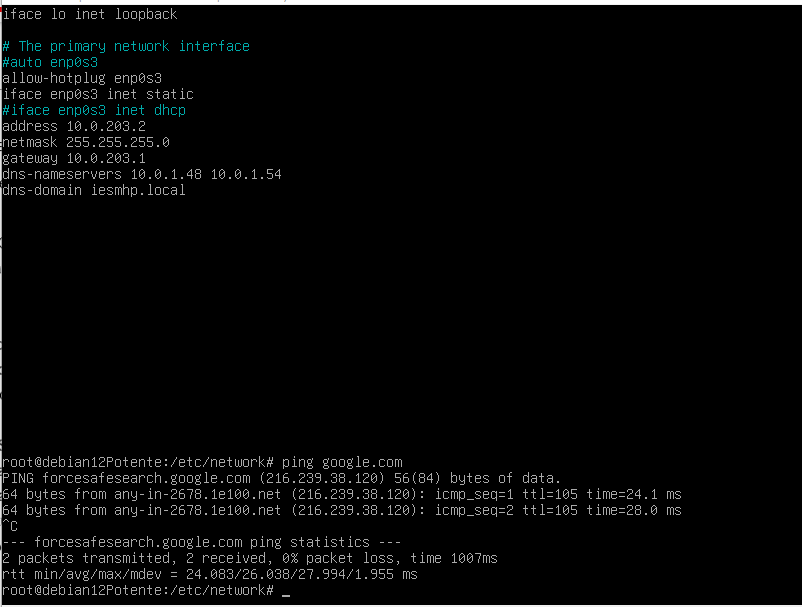 iface lo inet loopback
# The primary network interface
#auto enp0s3
allow-hotplug enp0s3
iface enp0s3 inet static
#iface enp0s3 inet dhcp
address 10.0.203.2
netmask 255.255.255.0
gateway 10.0.203.1
dns-nameservers 10.0.1.48 10.0.1.54
dns-domain iesmhp.local
root@debian12Potente:/etc/network# ping google.com
PING forcesafesearch.google.com (216.239.38.120) 56(84) bytes of data.
64 bytes from any-in-2678.1e100.net (216.239.38.120): icmp_seq=1 ttl=105 time=24.1 ms
64 bytes from any-in-2678.1e100.net (216.239.38.120): icmp_seq=2 ttl=105 time=28.0 ms
^C
--- forcesafesearch.google.com ping statistics ---
2 packets transmitted, 2 received, 0% packet loss, time 1007ms
rtt min/avg/max/mdev = 24.083/26.038/27.994/1.955 ms
root@debian12Potente:/etc/network# _